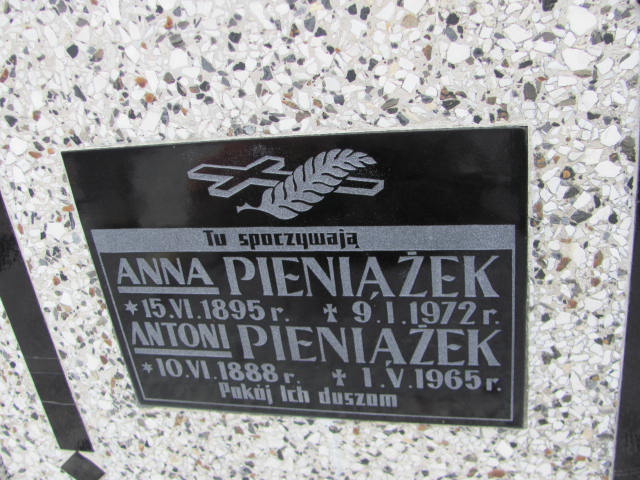 Tu spoczywają
ANNA PIENIĄŻEK
*15.VI.1895 r. ✝ 9.I.1972 r.
ANTONI PIENIĄŻEK
*10.VI.1888 r. ✝ 1.V.1965 r.
Pokój Ich duszom